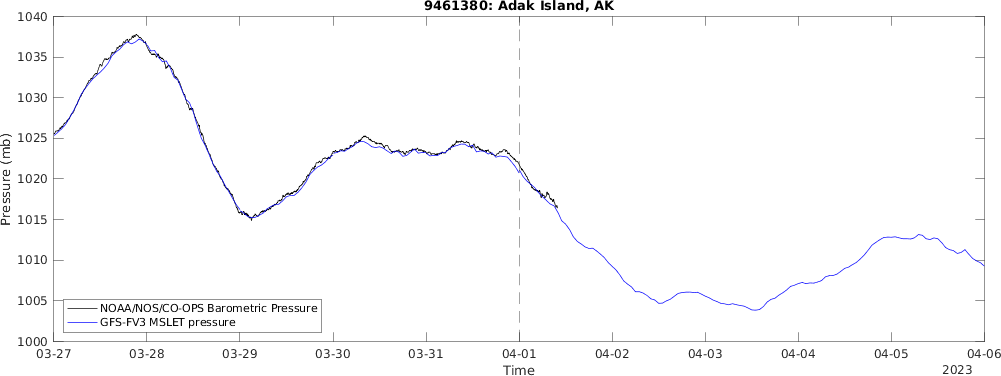 9461380: Adak Island, AK
1040
1035
1030
1025
1020
1015
1010
1005
1000
Pressure (mb)
NOAA/NOS/CO-OPS Barometric Pressure
GFS-FV3 MSLET pressure
03-27 03-28 03-29 03-30 03-31 04-01 04-02 04-03 04-04 04-05 04-06
Time
2023